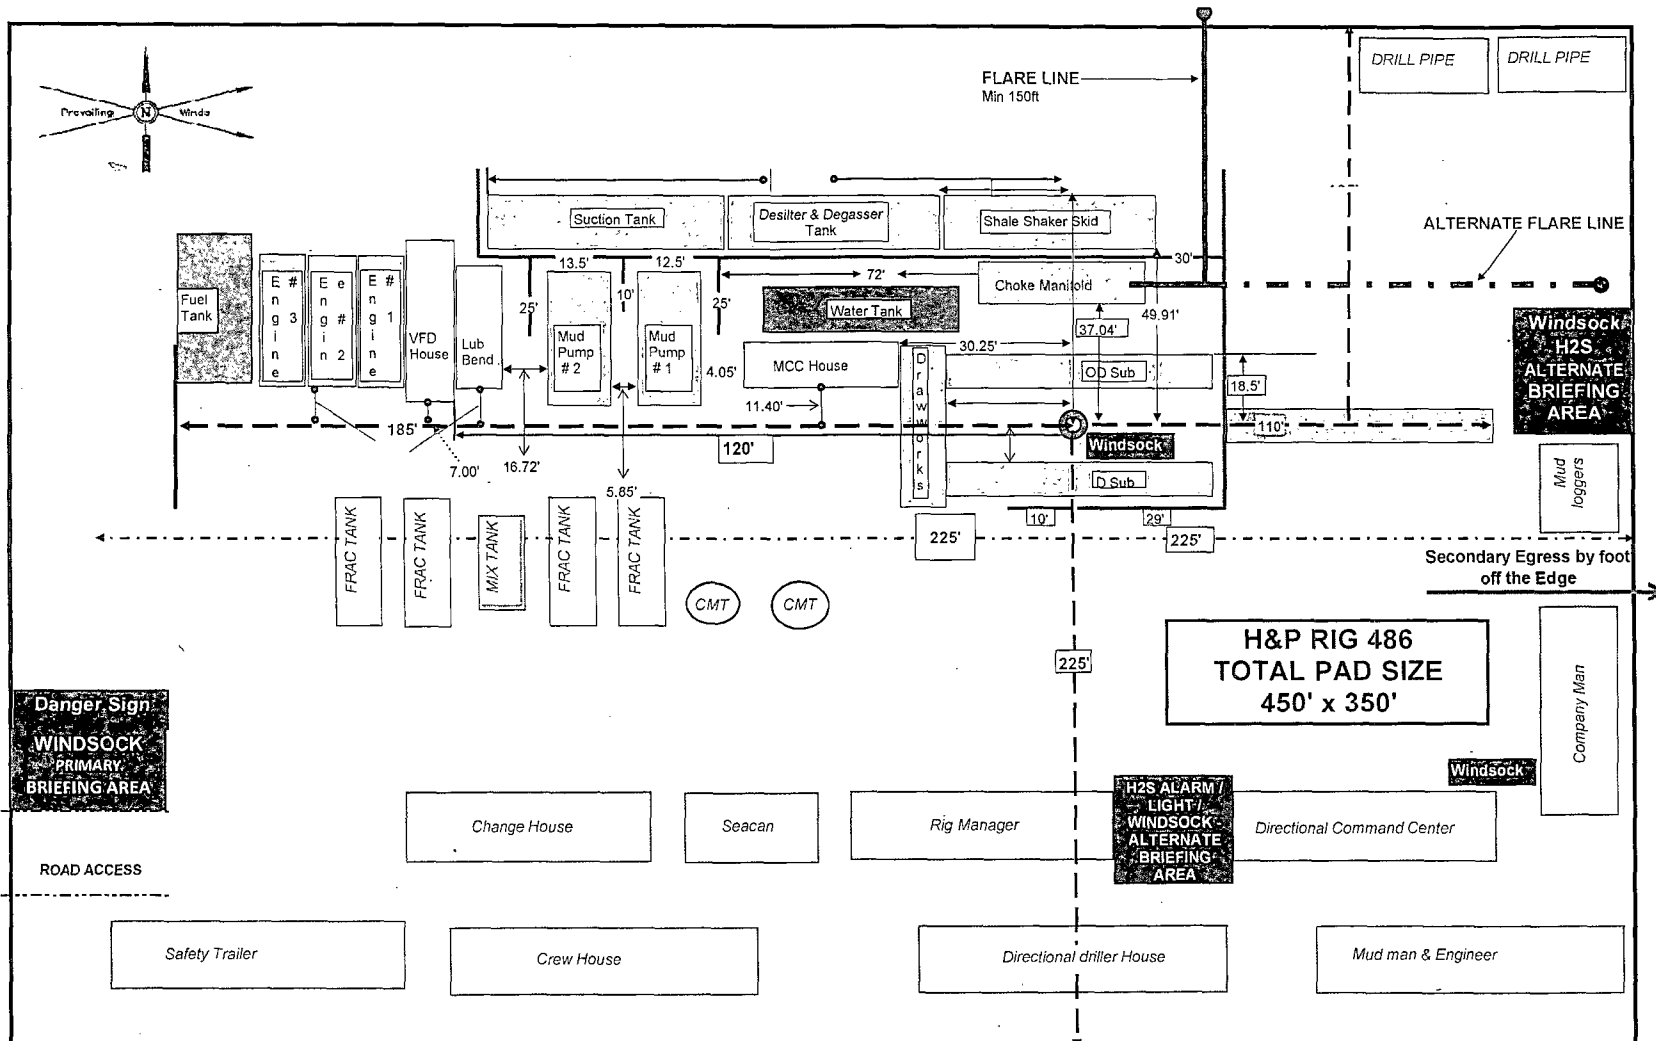 DRILL PIPE
DRILL PIPE
FLARE LINE
Min 150ft
Prevailing
N
Winds
Suction Tank
Desilter & Degasser
Tank
Shale Shaker Skid
ALTERNATE FLARE LINE
13.5'
12.5'
30'
72'
Choke Manifold
Fuel
Tank
Engine # 3
Engine # 2
Engine # 1
VFD
House
Lub
Bend
25'
10'
25'
Mud
Pump
# 2
Mud
Pump
# 1
Water Tank
37.04'
49.91'
30.25'
4.05'
MCC House
Drawworks
OD Sub
18.5'
11.40'
Windsock
H2S
ALTERNATE
BRIEFING
AREA
185'
120'
110'
Windsock
7.00'
16.72'
5.85'
D Sub
10'
29'
Mud
loggers
FRAC TANK
FRAC TANK
MIX TANK
FRAC TANK
FRAC TANK
225'
225'
Secondary Egress by foot
off the Edge
CMT
CMT
H&P RIG 486
TOTAL PAD SIZE
450' x 350'
225'
Company Man
Danger Sign
WINDSOCK
PRIMARY
BRIEFING AREA
Windsock
H2S ALARM /
LIGHT /
WINDSOCK -
ALTERNATE
BRIEFING
AREA
Change House
Seacan
Rig Manager
Directional Command Center
ROAD ACCESS
Safety Trailer
Crew House
Directional driller House
Mud man & Engineer